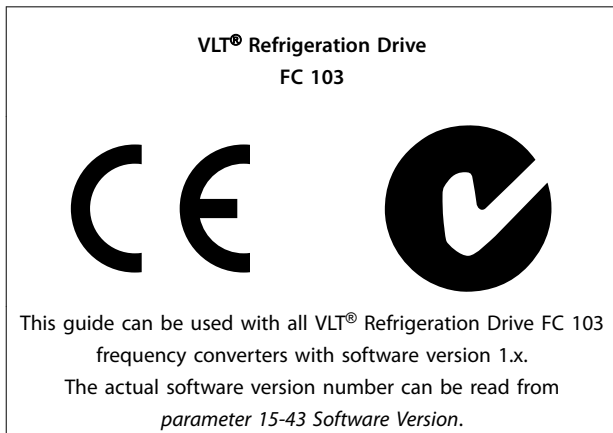 VLT® Refrigeration Drive
FC 103
CE
This guide can be used with all VLT® Refrigeration Drive FC 103
frequency converters with software version 1.x.
The actual software version number can be read from
parameter 15-43 Software Version.